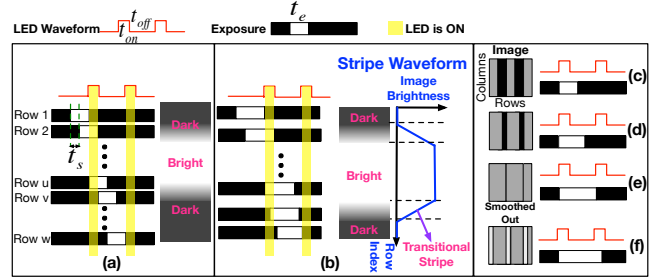 LED Waveform
t_off
t_on
Exposure
t_e
LED is ON
Row 1
Row 2
t_s
Row u
Row v
Row w
Dark
Bright
Dark
(a)
Dark
Bright
Dark
(b)
Stripe Waveform
Image
Brightness
Row
Index
Transitional
Stripe
Image
Columns
Rows
Smoothed
Out
(c)
(d)
(e)
(f)